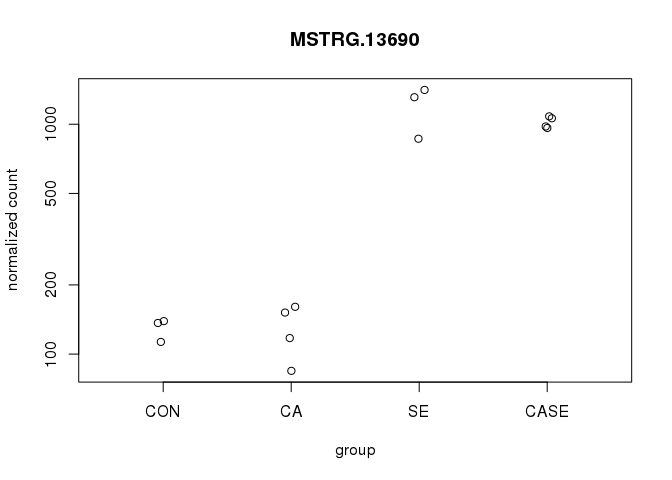 MSTRG.13690
normalized count
1000
500
200
100
CON CA SE CASE
group